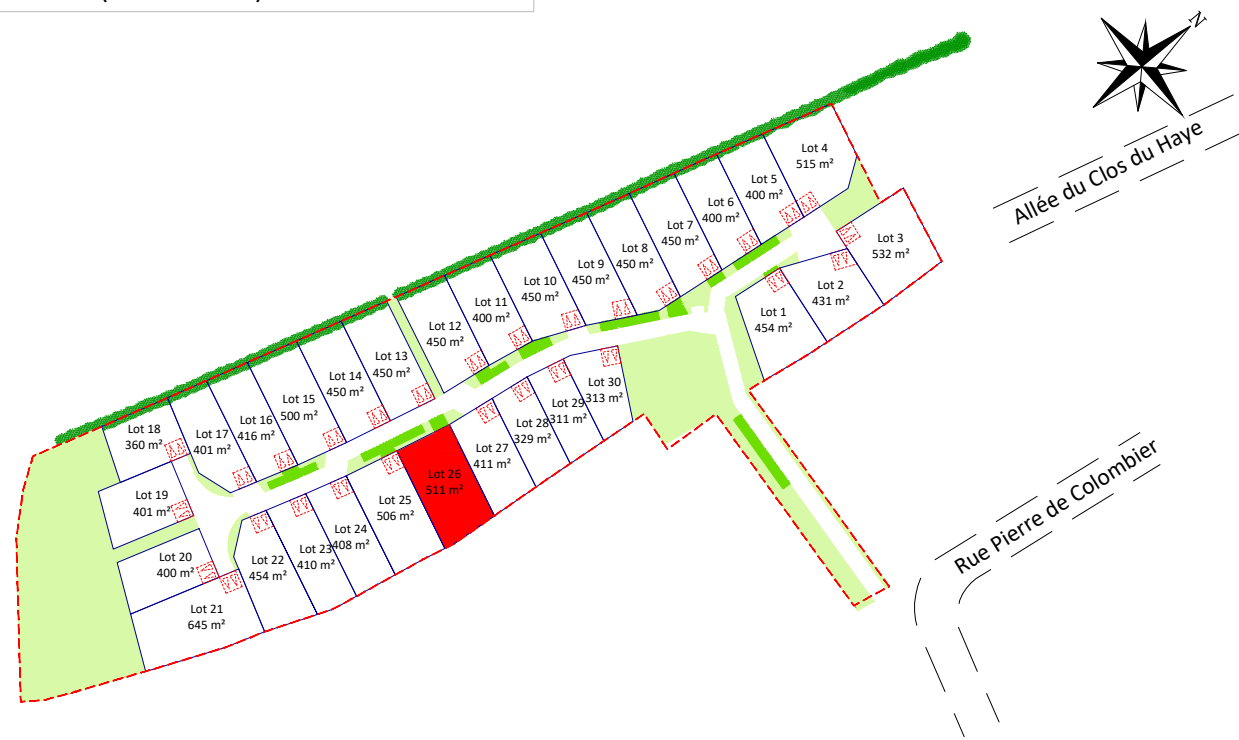 N
Allée du Clos du Haye
Lot 4
515 m²
Lot 5
400 m²
Lot 6
400 m²
Lot 7
450 m²
Lot 8
450 m²
Lot 9
450 m²
Lot 10
450 m²
Lot 11
400 m²
Lot 12
450 m²
Lot 3
532 m²
Lot 2
431 m²
Lot 1
454 m²
Lot 13
450 m²
Lot 14
450 m²
Lot 15
500 m²
Lot 16
416 m²
Lot 17
401 m²
Lot 18
360 m²
Lot 19
401 m²
Lot 20
400 m²
Lot 21
645 m²
Lot 22
454 m²
Lot 23
410 m²
Lot 24
408 m²
Lot 25
506 m²
Lot 26
511 m²
Lot 27
411 m²
Lot 28
329 m²
Lot 29
311 m²
Lot 30
313 m²
Rue Pierre de Colombier